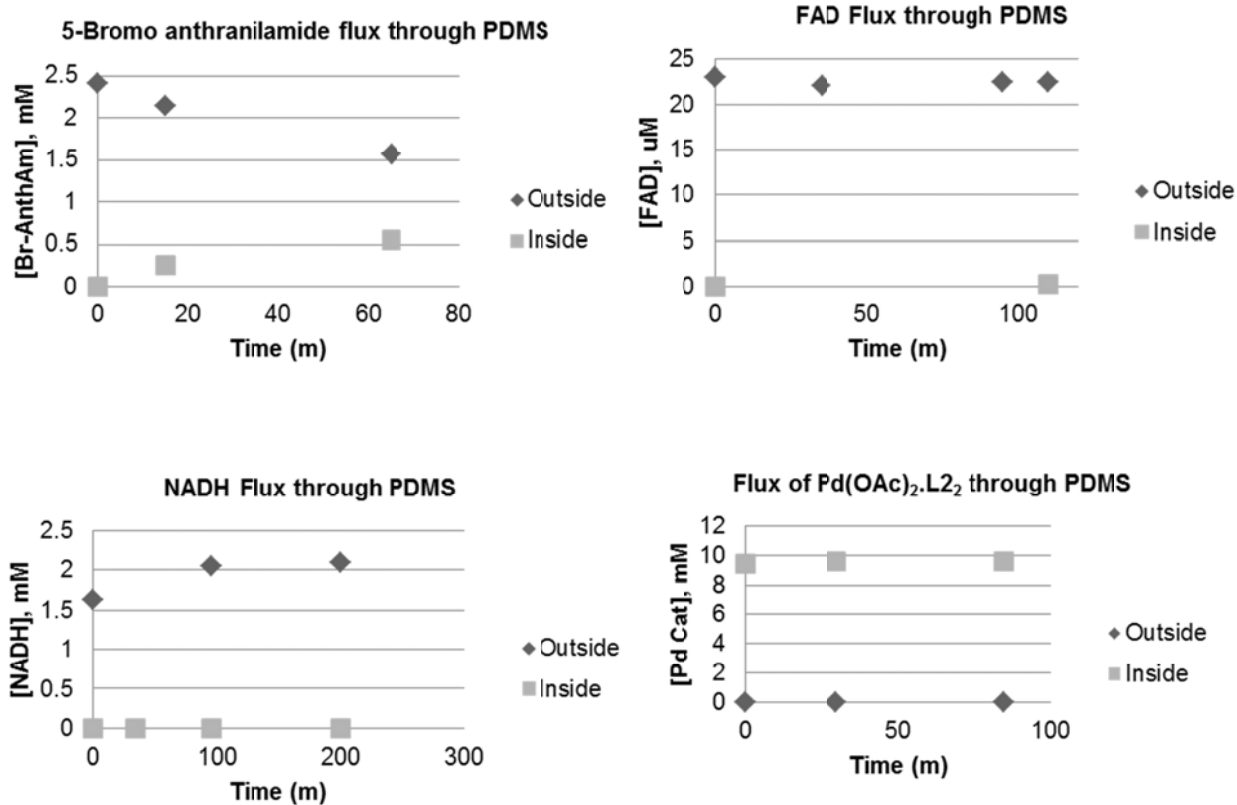 5-Bromo anthranilamide flux through PDMS
2.5
2
1.5
1
0.5
0
0 20 40 60 80
[Br-AnthAm], mM
Time (m)
Outside
Inside
FAD Flux through PDMS
25
20
15
10
5
0
0 50 100
[FAD], uM
Time (m)
Outside
Inside
NADH Flux through PDMS
2.5
2
1.5
1
0.5
0
0 100 200 300
[NADH], mM
Time (m)
Outside
Inside
Flux of Pd(OAc)₂.L2₂ through PDMS
12
10
8
6
4
2
0
0 50 100
[Pd Cat], mM
Time (m)
Outside
Inside